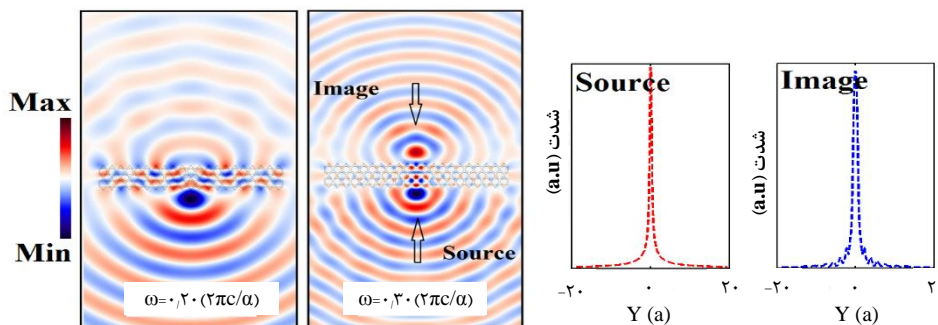 Max
Min
ω=۰٫۲۰(۲πc/α)
Image
Source
ω=۰٫۳۰(۲πc/α)
Source
شدت (a.u)
−۲۰ ۰ ۲۰
Y (a)
Image
شدت (a.u)
−۲۰ ۰ ۲۰
Y (a)